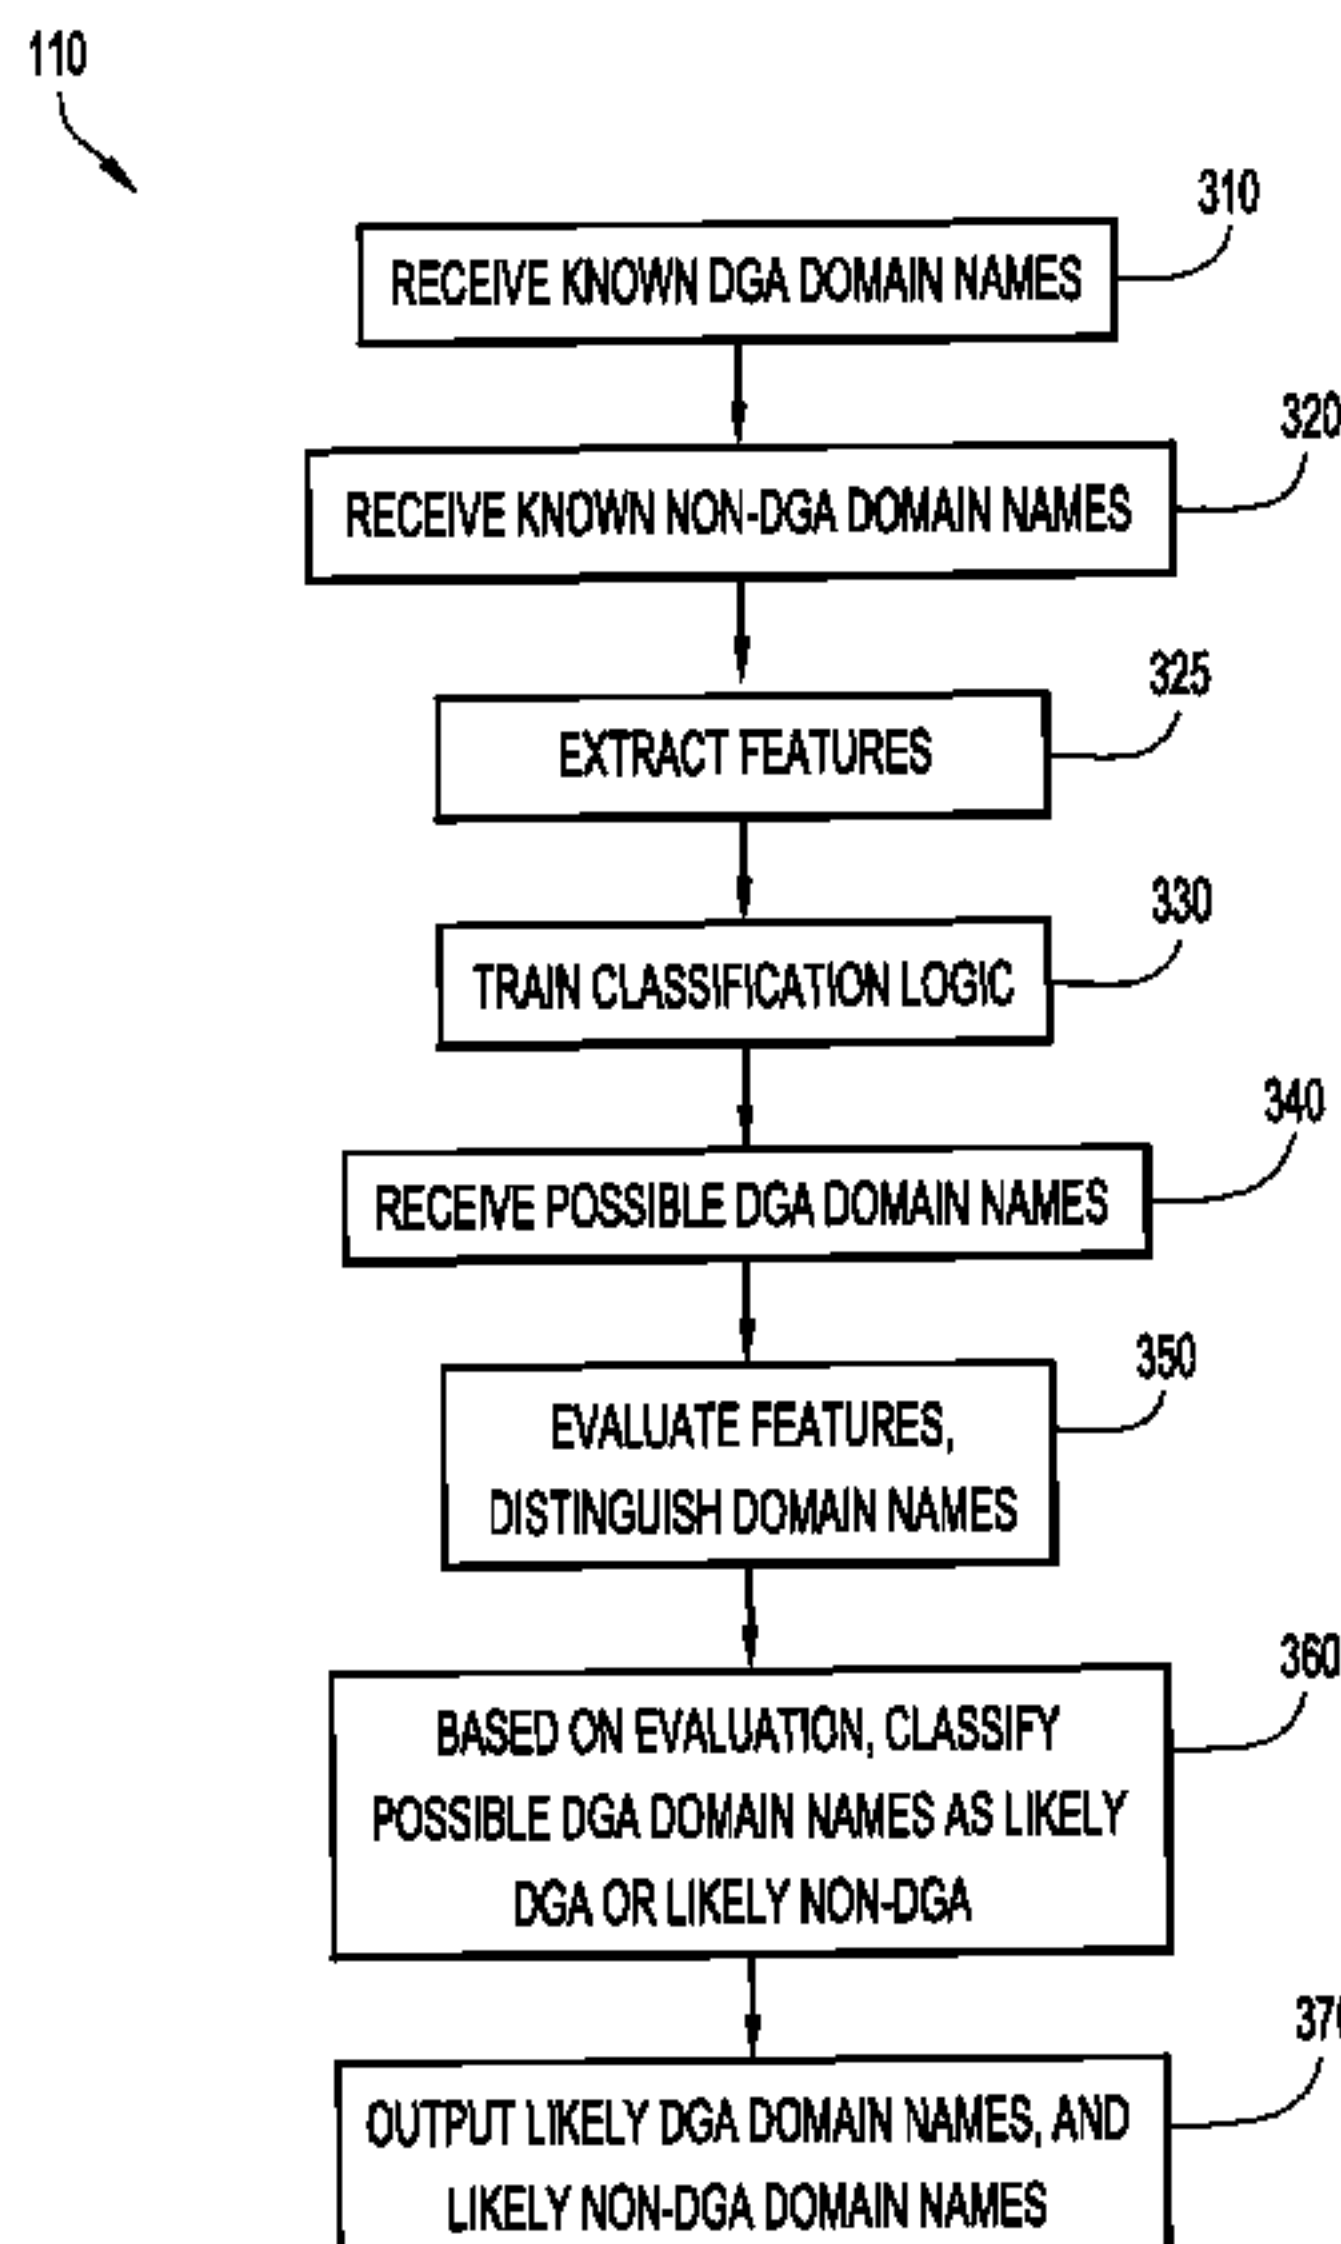 110
310
RECEIVE KNOWN DGA DOMAIN NAMES
320
RECEIVE KNOWN NON-DGA DOMAIN NAMES
325
EXTRACT FEATURES
330
TRAIN CLASSIFICATION LOGIC
340
RECEIVE POSSIBLE DGA DOMAIN NAMES
350
EVALUATE FEATURES,
DISTINGUISH DOMAIN NAMES
360
BASED ON EVALUATION, CLASSIFY
POSSIBLE DGA DOMAIN NAMES AS LIKELY
DGA OR LIKELY NON-DGA
370
OUTPUT LIKELY DGA DOMAIN NAMES, AND
LIKELY NON-DGA DOMAIN NAMES